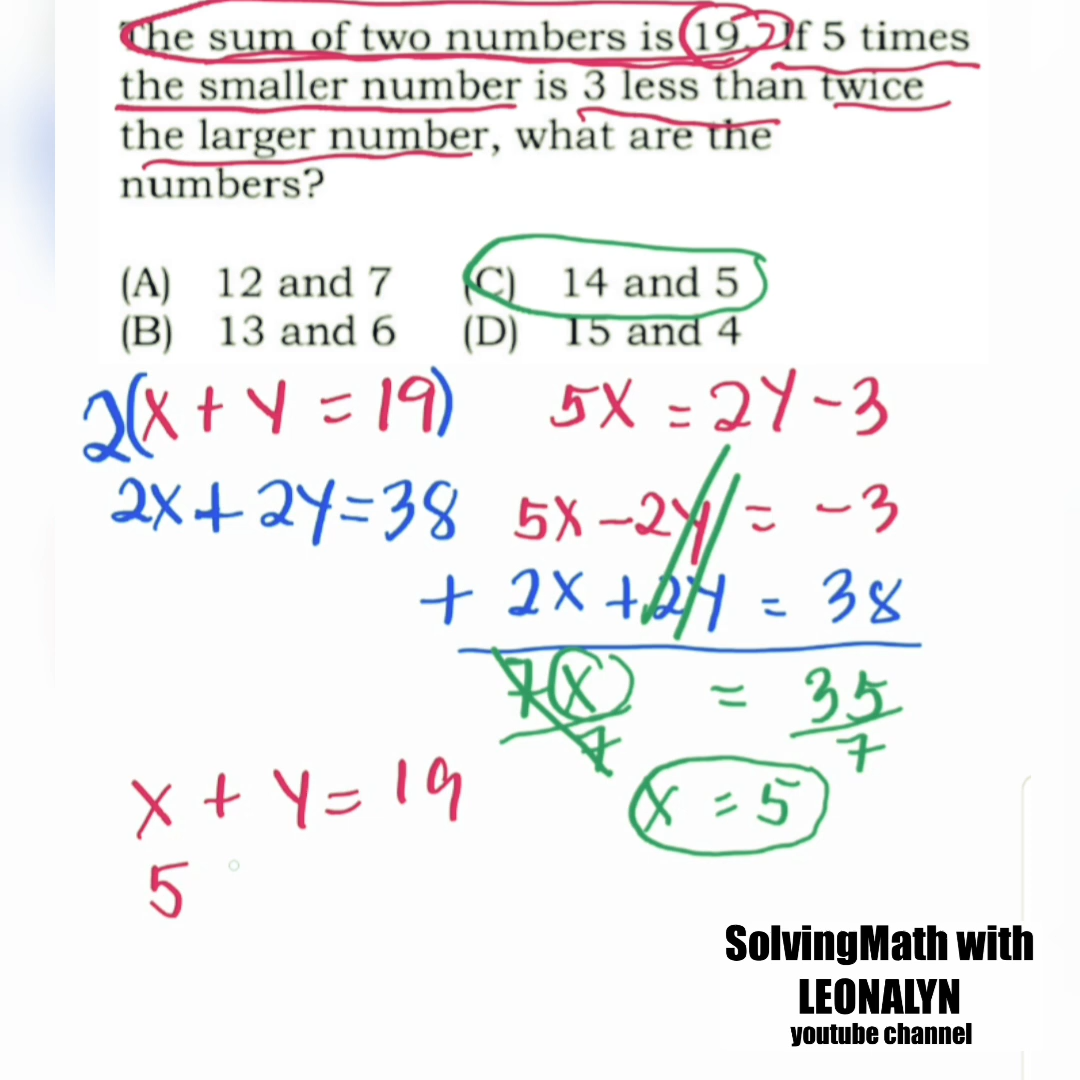 The sum of two numbers is 19. If 5 times
the smaller number is 3 less than twice
the larger number, what are the
numbers?
(A) 12 and 7 (C) 14 and 5
(B) 13 and 6 (D) 15 and 4
2(x + y = 19) 5x = 2y - 3
2x + 2y = 38 5x - 2y = -3
+ 2x + 2y = 38
7(x) = 35
7 7
x + y = 19 x = 5
5
SolvingMath with
LEONALYN
youtube channel